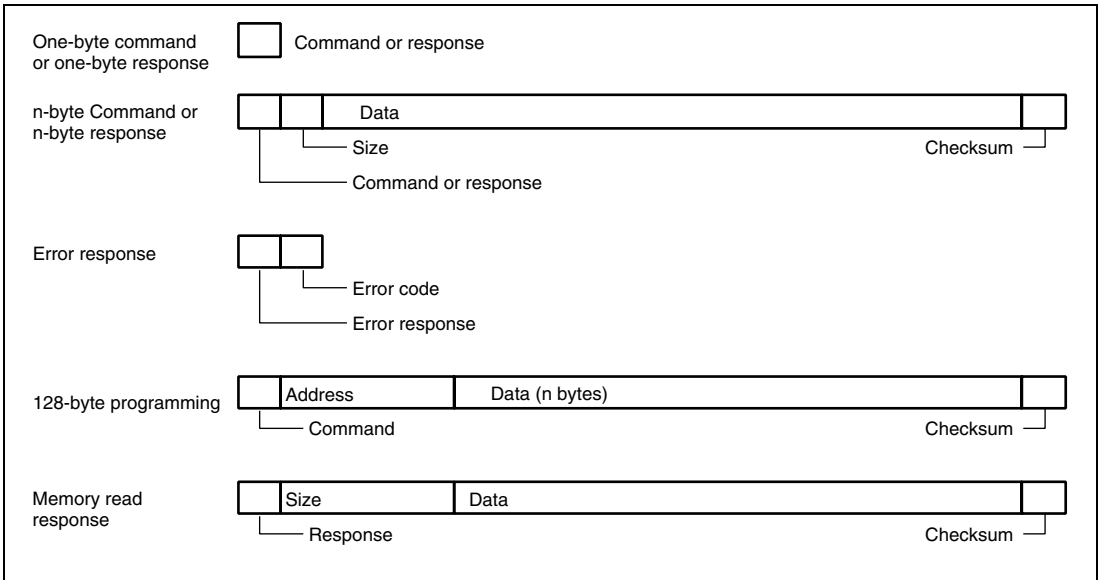 One-byte command
or one-byte response
Command or response
n-byte Command or
n-byte response
Data
Size
Checksum
Command or response
Error response
Error code
Error response
128-byte programming
Address
Data (n bytes)
Command
Checksum
Memory read
response
Size
Data
Response
Checksum